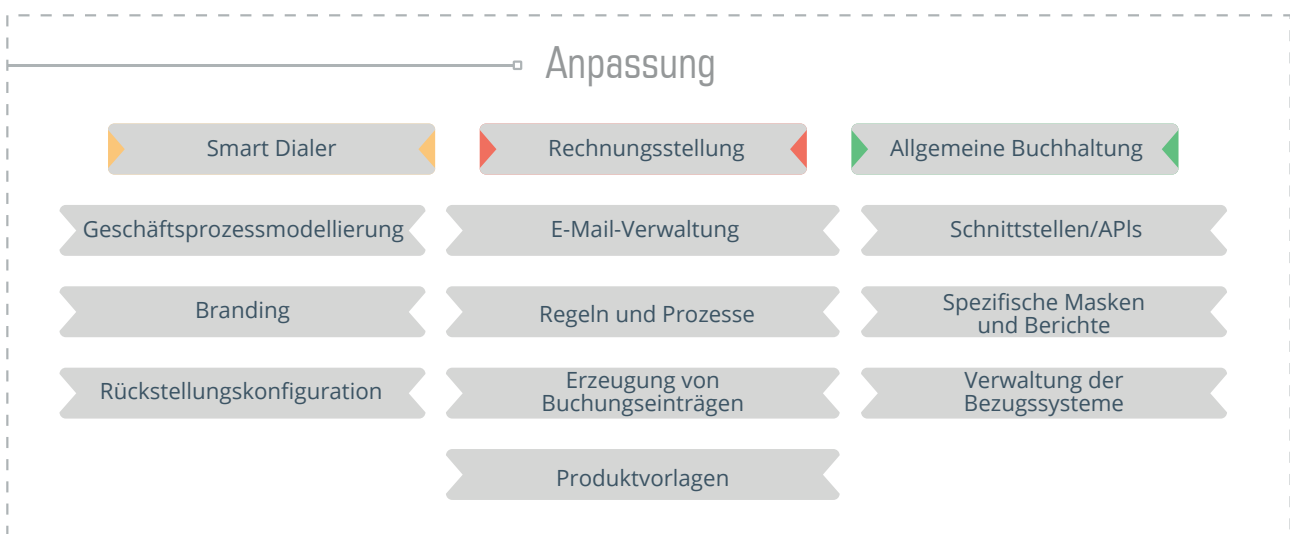 Anpassung
Smart Dialer
Rechnungsstellung
Allgemeine Buchhaltung
Geschäftsprozessmodellierung
E-Mail-Verwaltung
Schnittstellen/APIs
Branding
Regeln und Prozesse
Spezifische Masken
und Berichte
Rückstellungskonfiguration
Erzeugung von
Buchungseinträgen
Verwaltung der
Bezugssysteme
Produktvorlagen